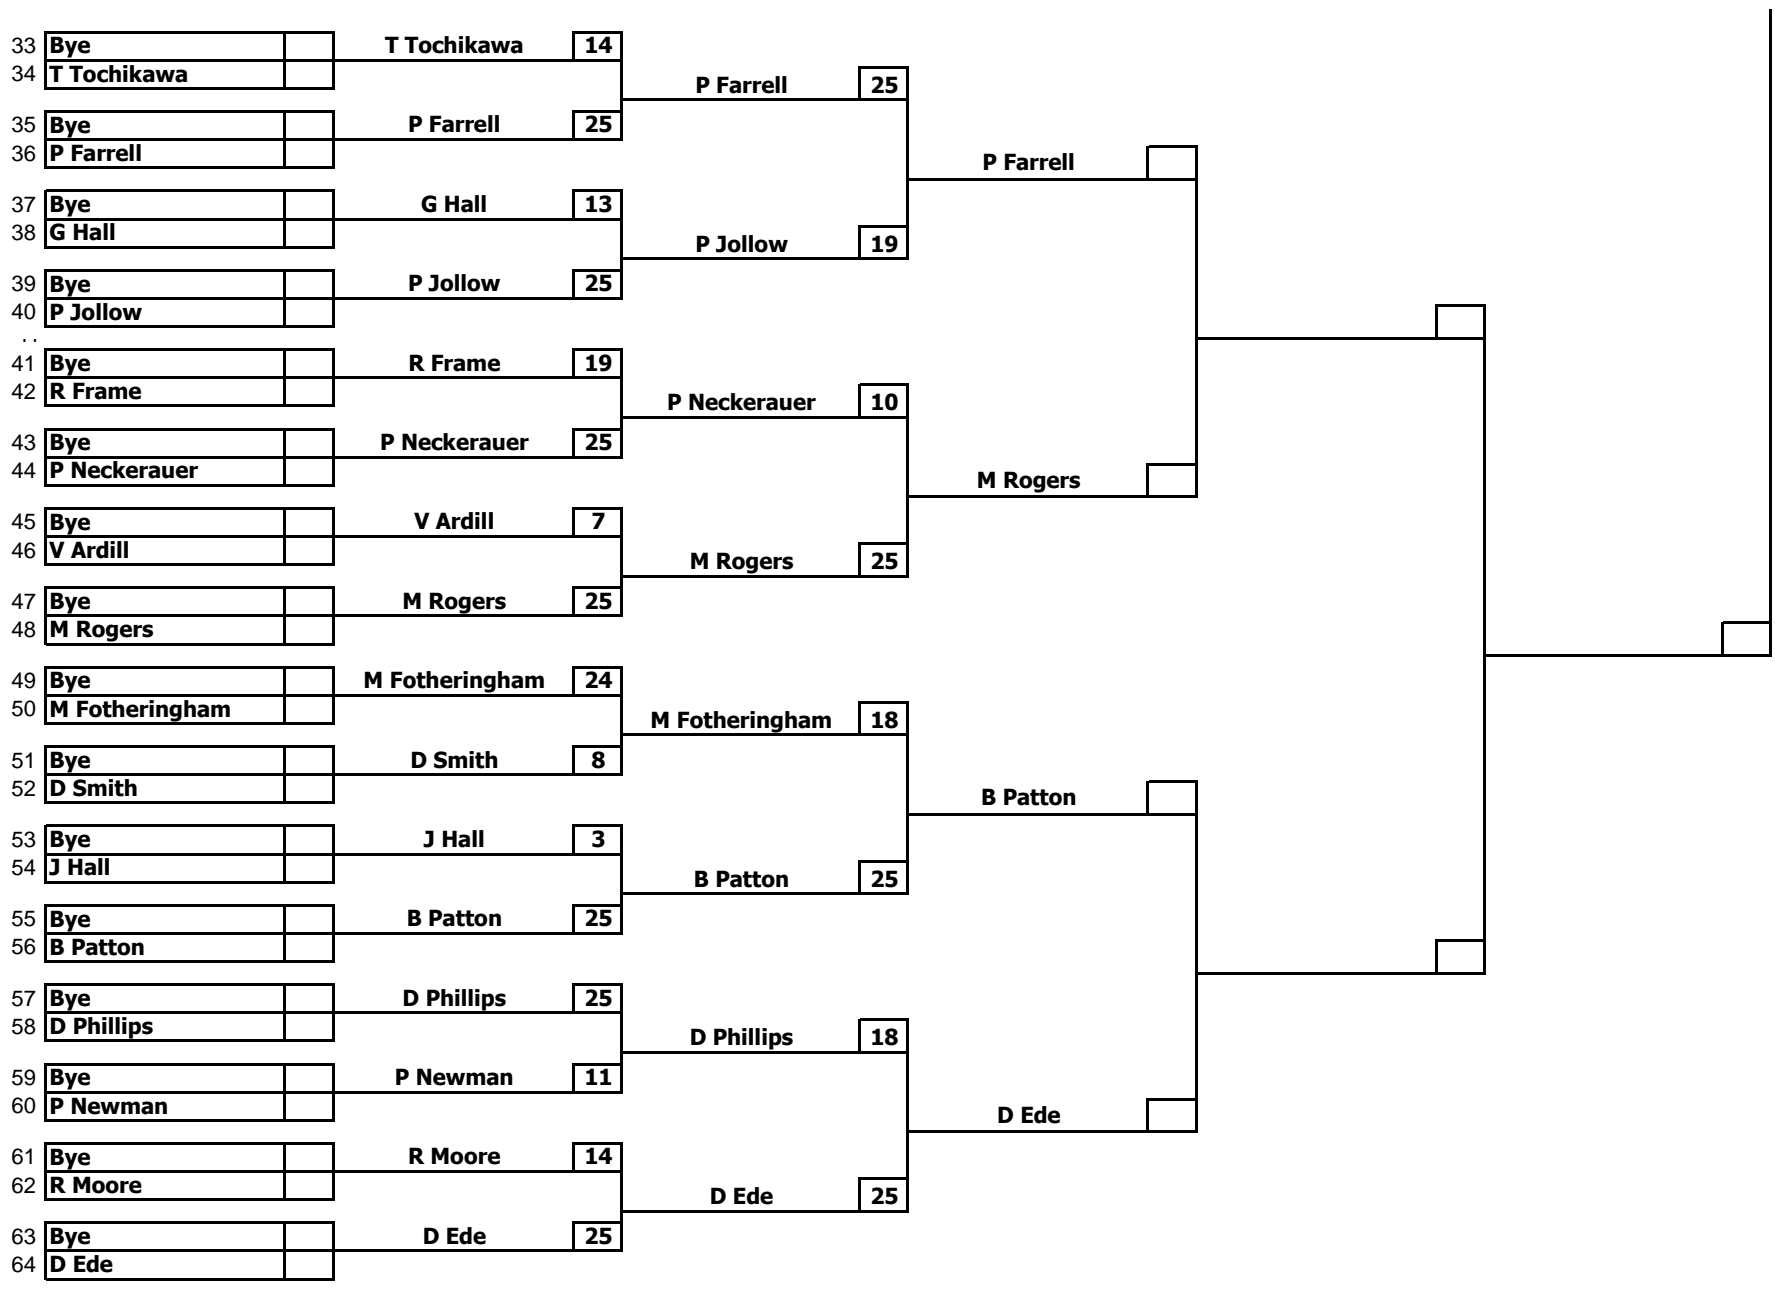 33 Bye T Tochikawa 14
34 T Tochikawa
P Farrell 25
35 Bye P Farrell 25
36 P Farrell
P Farrell
37 Bye G Hall 13
38 G Hall
P Jollow 19
39 Bye P Jollow 25
40 P Jollow
41 Bye R Frame 19
42 R Frame
P Neckerauer 10
43 Bye P Neckerauer 25
44 P Neckerauer
M Rogers
45 Bye V Ardill 7
46 V Ardill
M Rogers 25
47 Bye M Rogers 25
48 M Rogers
49 Bye M Fotheringham 24
50 M Fotheringham
M Fotheringham 18
51 Bye D Smith 8
52 D Smith
B Patton
53 Bye J Hall 3
54 J Hall
B Patton 25
55 Bye B Patton 25
56 B Patton
57 Bye D Phillips 25
58 D Phillips
D Phillips 18
59 Bye P Newman 11
60 P Newman
D Ede
61 Bye R Moore 14
62 R Moore
D Ede 25
63 Bye D Ede 25
64 D Ede